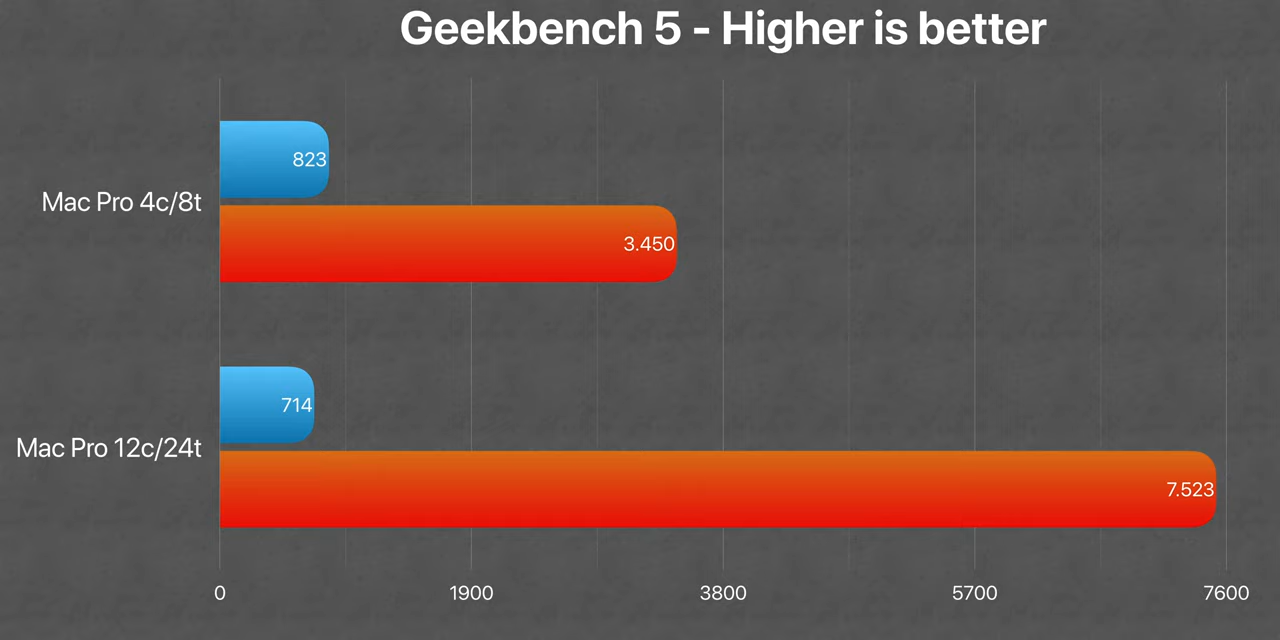 Geekbench 5 - Higher is better
823
Mac Pro 4c/8t
3.450
714
Mac Pro 12c/24t
7.523
0 1900 3800 5700 7600